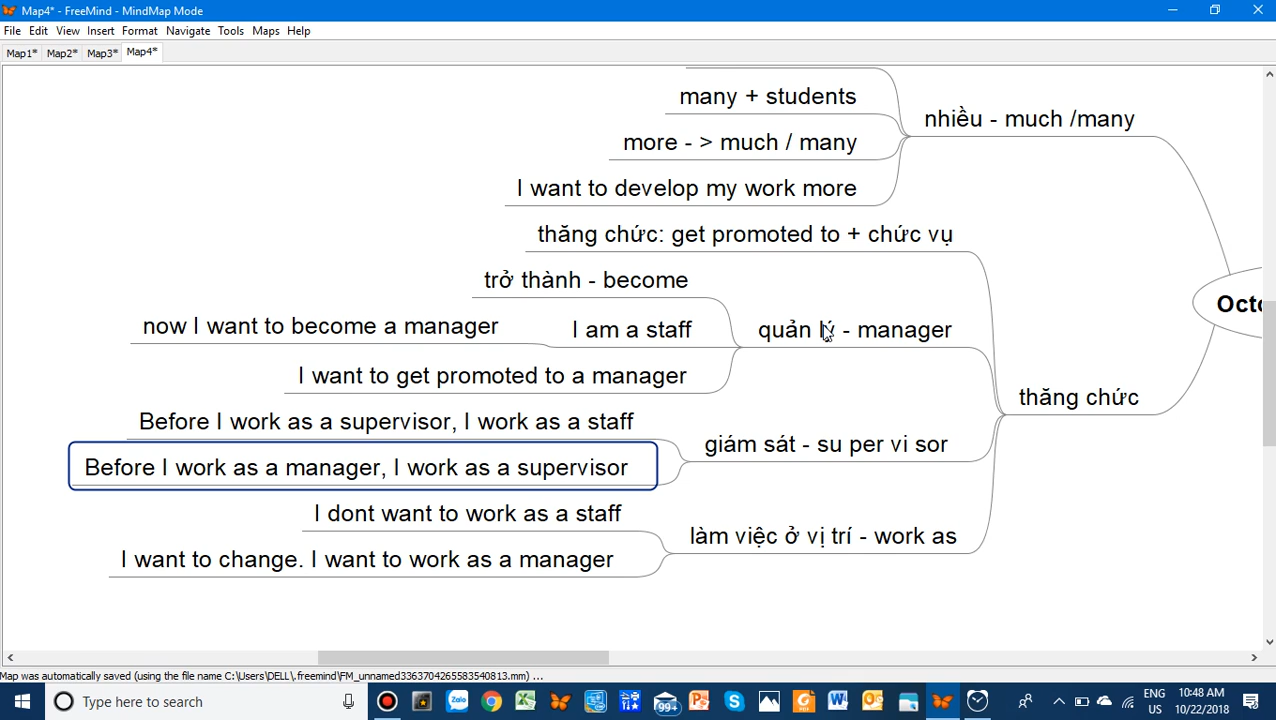 Map4* - FreeMind - MindMap Mode
File Edit View Insert Format Navigate Tools Maps Help
Map1* Map2* Map3* Map4*
many + students
nhiều - much /many
more - > much / many
I want to develop my work more
thăng chức: get promoted to + chức vụ
trở thành - become
now I want to become a manager
I am a staff
quản lý - manager
I want to get promoted to a manager
thăng chức
Before I work as a supervisor, I work as a staff
giám sát - su per vi sor
Before I work as a manager, I work as a supervisor
I dont want to work as a staff
làm việc ở vị trí - work as
I want to change. I want to work as a manager
Map was automatically saved (using the file name C:\Users\DELL\.freemind\FM_unnamed3363704265583540813.mm) ...
Type here to search
Zalo
99+
ENG
US
10:48 AM
10/22/2018